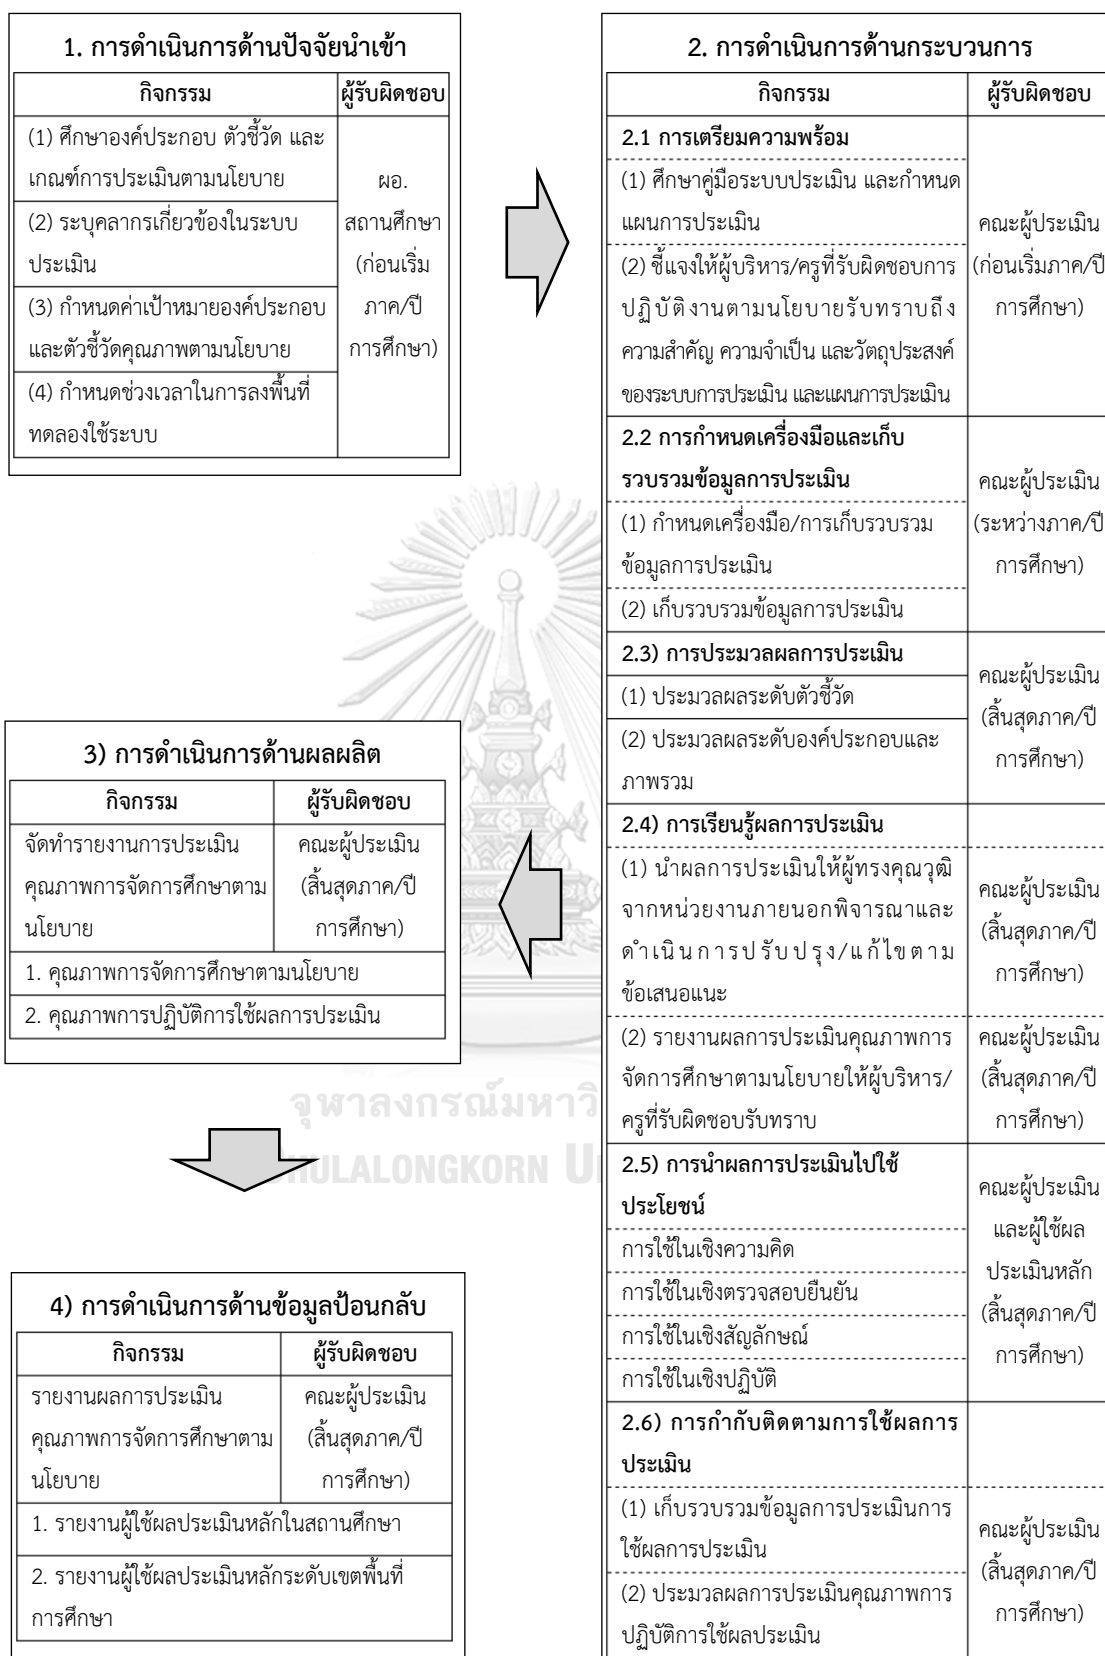 1. การดำเนินการด้านปัจจัยนำเข้า
กิจกรรม
ผู้รับผิดชอบ
(1) ศึกษาองค์ประกอบ ตัวชี้วัด และ
เกณฑ์การประเมินตามนโยบาย
(2) ระบุคลากรเกี่ยวข้องในระบบ
ประเมิน
(3) กำหนดค่าเป้าหมายองค์ประกอบ
และตัวชี้วัดคุณภาพตามนโยบาย
(4) กำหนดช่วงเวลาในการลงพื้นที่
ทดลองใช้ระบบ
ผอ.
สถานศึกษา
(ก่อนเริ่ม
ภาค/ปี
การศึกษา)
2. การดำเนินการด้านกระบวนการ
กิจกรรม
ผู้รับผิดชอบ
2.1 การเตรียมความพร้อม
(1) ศึกษาคู่มือระบบประเมิน และกำหนด
แผนการประเมิน
(2) ชี้แจงให้ผู้บริหาร/ครูที่รับผิดชอบการ
ปฏิบัติงานตามนโยบายรับทราบถึง
ความสำคัญ ความจำเป็น และวัตถุประสงค์
ของระบบการประเมิน และแผนการประเมิน
คณะผู้ประเมิน
(ก่อนเริ่มภาค/ปี
การศึกษา)
2.2 การกำหนดเครื่องมือและเก็บ
รวบรวมข้อมูลการประเมิน
(1) กำหนดเครื่องมือ/การเก็บรวบรวม
ข้อมูลการประเมิน
(2) เก็บรวบรวมข้อมูลการประเมิน
คณะผู้ประเมิน
(ระหว่างภาค/ปี
การศึกษา)
2.3) การประมวลผลการประเมิน
(1) ประมวลผลระดับตัวชี้วัด
(2) ประมวลผลระดับองค์ประกอบและ
ภาพรวม
คณะผู้ประเมิน
(สิ้นสุดภาค/ปี
การศึกษา)
2.4) การเรียนรู้ผลการประเมิน
(1) นำผลการประเมินให้ผู้ทรงคุณวุฒิ
จากหน่วยงานภายนอกพิจารณาและ
ดำเนินการปรับปรุง/แก้ไขตาม
ข้อเสนอแนะ
คณะผู้ประเมิน
(สิ้นสุดภาค/ปี
การศึกษา)
(2) รายงานผลการประเมินคุณภาพการ
จัดการศึกษาตามนโยบายให้ผู้บริหาร/
ครูที่รับผิดชอบรับทราบ
คณะผู้ประเมิน
(สิ้นสุดภาค/ปี
การศึกษา)
2.5) การนำผลการประเมินไปใช้
ประโยชน์
การใช้ในเชิงความคิด
การใช้ในเชิงตรวจสอบยืนยัน
การใช้ในเชิงสัญลักษณ์
การใช้ในเชิงปฏิบัติ
คณะผู้ประเมิน
และผู้ใช้ผล
ประเมินหลัก
(สิ้นสุดภาค/ปี
การศึกษา)
2.6) การกำกับติดตามการใช้ผลการ
ประเมิน
(1) เก็บรวบรวมข้อมูลการประเมินการ
ใช้ผลการประเมิน
(2) ประมวลผลการประเมินคุณภาพการ
ปฏิบัติการใช้ผลประเมิน
คณะผู้ประเมิน
(สิ้นสุดภาค/ปี
การศึกษา)
3) การดำเนินการด้านผลผลิต
กิจกรรม
ผู้รับผิดชอบ
จัดทำรายงานการประเมิน
คุณภาพการจัดการศึกษาตาม
นโยบาย
คณะผู้ประเมิน
(สิ้นสุดภาค/ปี
การศึกษา)
1. คุณภาพการจัดการศึกษาตามนโยบาย
2. คุณภาพการปฏิบัติการใช้ผลการประเมิน
จุฬาลงกรณ์มหาวิ
HULALONGKORN U
4) การดำเนินการด้านข้อมูลป้อนกลับ
กิจกรรม
ผู้รับผิดชอบ
รายงานผลการประเมิน
คุณภาพการจัดการศึกษาตาม
นโยบาย
คณะผู้ประเมิน
(สิ้นสุดภาค/ปี
การศึกษา)
1. รายงานผู้ใช้ผลประเมินหลักในสถานศึกษา
2. รายงานผู้ใช้ผลประเมินหลักระดับเขตพื้นที่
การศึกษา